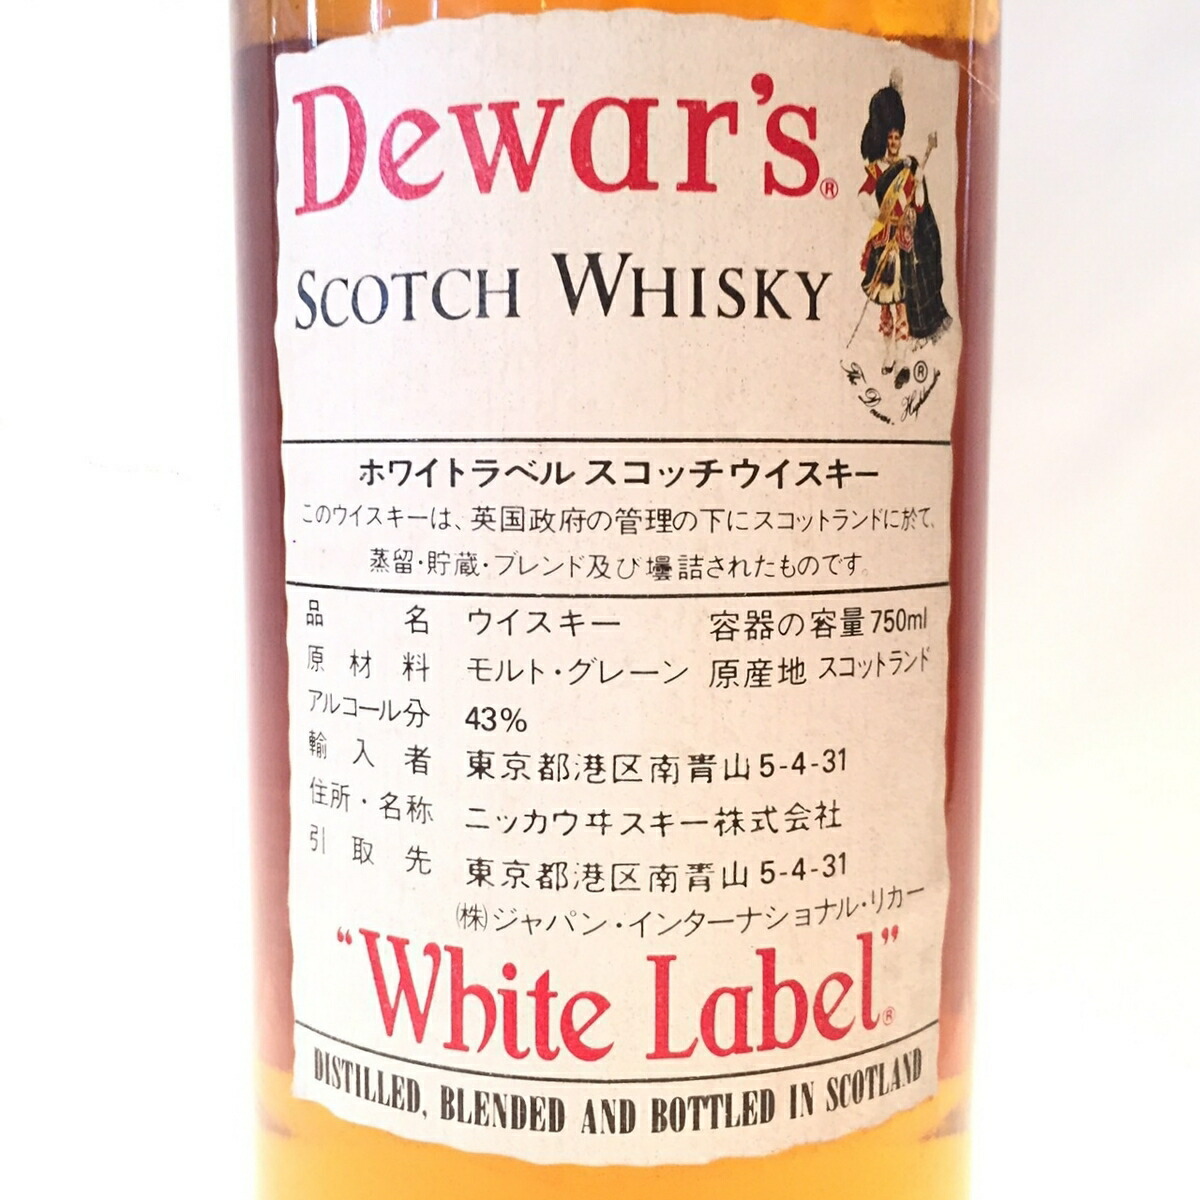 Dewar's®
SCOTCH WHISKY
The Dewar Highlander ®
ホワイトラベル スコッチウイスキー
このウイスキーは、英国政府の管理の下にスコットランドに於て、
蒸留・貯蔵・ブレンド及び壜詰されたものです。
品名 ウイスキー 容器の容量 750ml
原材料 モルト・グレーン 原産地 スコットランド
アルコール分 43%
輸入者 東京都港区南青山5-4-31
住所・名称 ニッカウヰスキー株式会社
引取先 東京都港区南青山5-4-31
(株)ジャパン・インターナショナル・リカー
"White Label"®
DISTILLED, BLENDED AND BOTTLED IN SCOTLAND